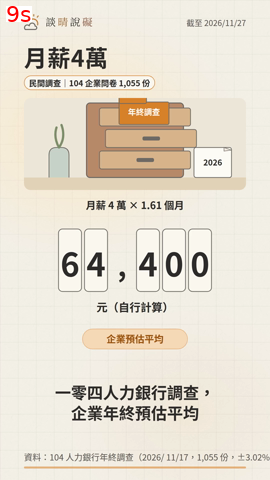 9s
談晴說礙
截至 2026/11/27
月薪4萬
民間調查｜104 企業問卷 1,055 份
年終調查
2026
月薪 4 萬 × 1.61 個月
64,400
元（自行計算）
企業預估平均
一零四人力銀行調查，
企業年終預估平均
資料：104 人力銀行年終調查（2026/ 11/17，1,055 份，±3.02%